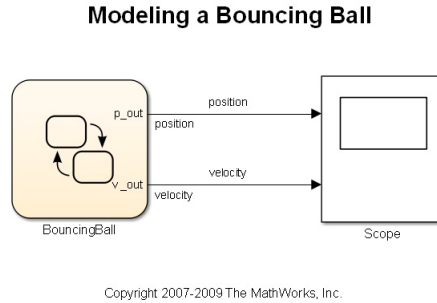 Modeling a Bouncing Ball
p_out
position
position
velocity
v_out
velocity
BouncingBall
Scope
Copyright 2007-2009 The MathWorks, Inc.